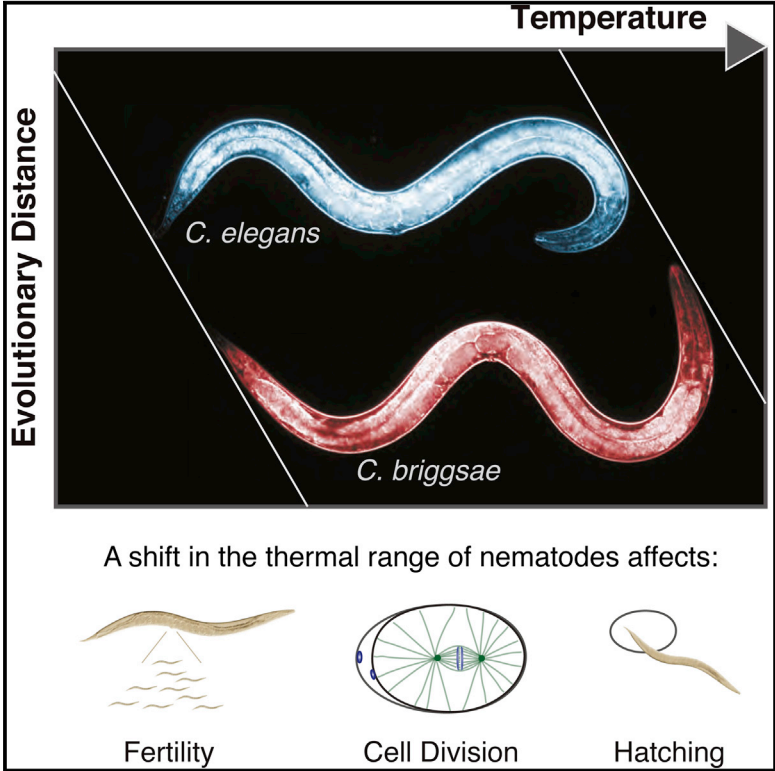 Temperature
Evolutionary Distance
C. elegans
C. briggsae
A shift in the thermal range of nematodes affects:
Fertility
Cell Division
Hatching